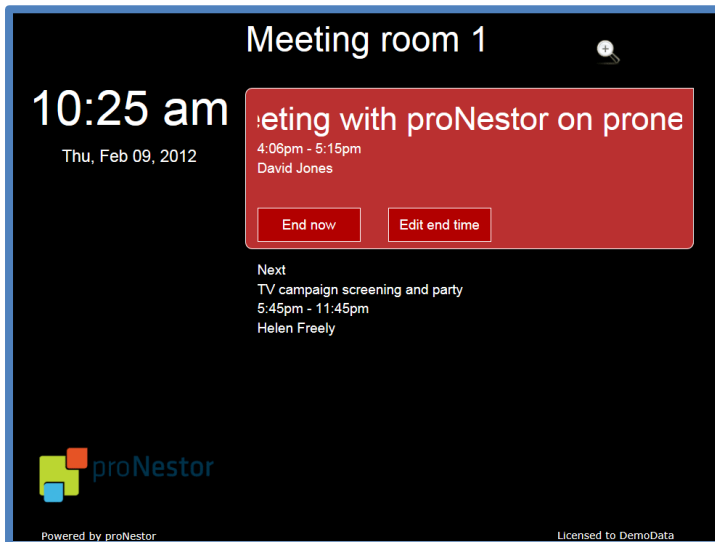 Meeting room 1
10:25 am
Thu, Feb 09, 2012
eting with proNestor on prone
4:06pm - 5:15pm
David Jones
End now
Edit end time
Next
TV campaign screening and party
5:45pm - 11:45pm
Helen Freely
proNestor
Powered by proNestor
Licensed to DemoData